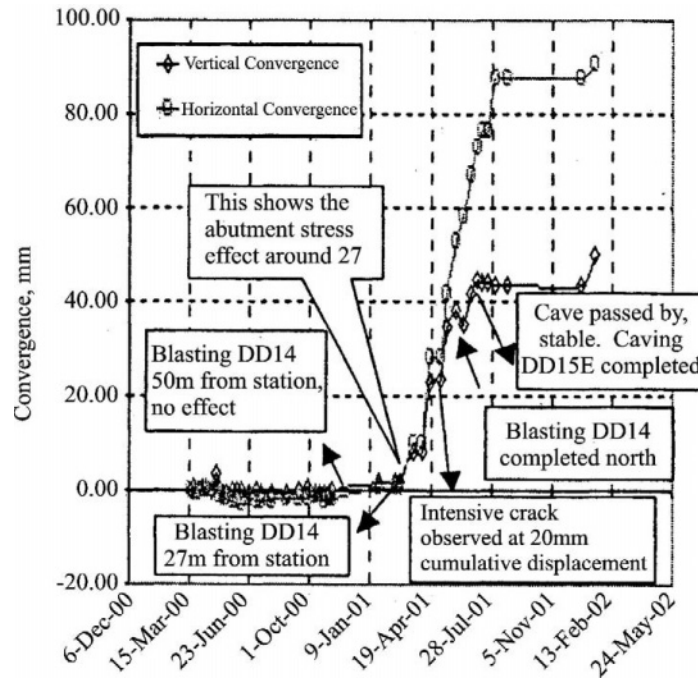 100.00
Vertical Convergence
Horizontal Convergence
80.00
This shows the
abutment stress
effect around 27
60.00
Convergence, mm
40.00
Cave passed by,
stable. Caving
DD15E completed
Blasting DD14
50m from station,
no effect
20.00
Blasting DD14
completed north
0.00
Blasting DD14
27m from station
Intensive crack
observed at 20mm
cumulative displacement
-20.00
6-Dec-00
15-Mar-00
23-Jun-00
1-Oct-00
9-Jan-01
19-Apr-01
28-Jul-01
5-Nov-01
13-Feb-02
24-May-02